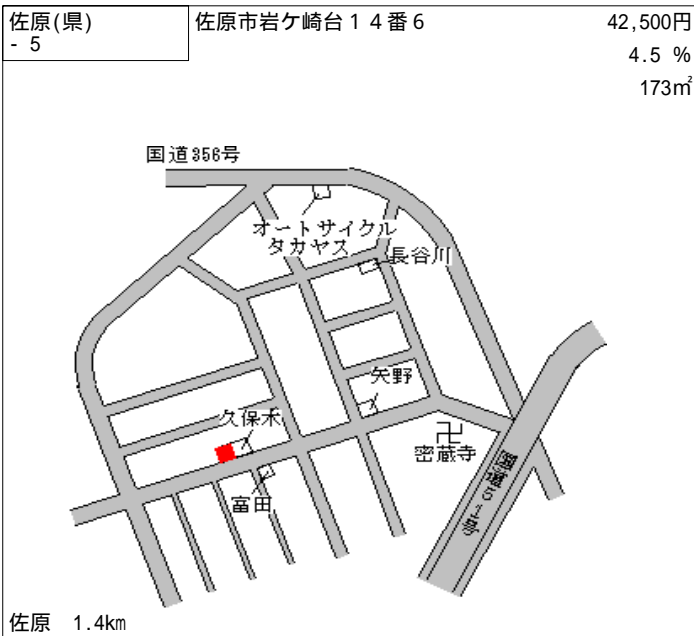 佐原(県)
- 5
佐原市岩ケ崎台１４番６
42,500円
4.5 %
173㎡
国道356号
オートサイクル
タカヤス
長谷川
矢野
久保木
密蔵寺
国道51号
富田
佐原 1.4km